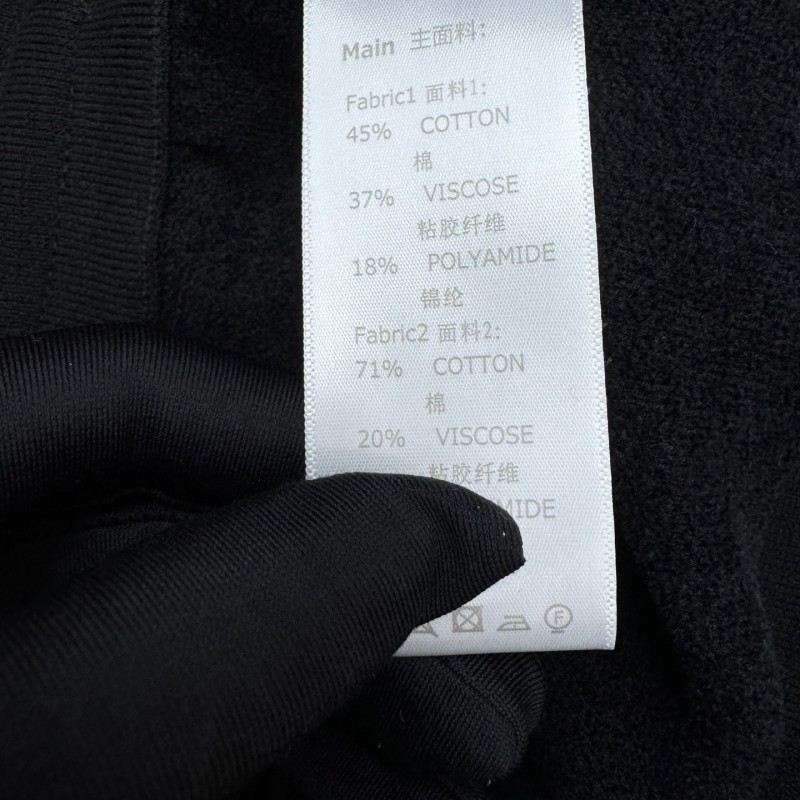 Main 主面料:
Fabric1 面料1:
45% COTTON
棉
37% VISCOSE
粘胶纤维
18% POLYAMIDE
锦纶
Fabric2 面料2:
71% COTTON
棉
20% VISCOSE
粘胶纤维
F